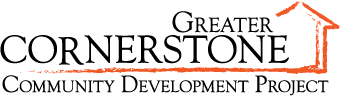 GREATER
CORNERSTONE
COMMUNITY DEVELOPMENT PROJECT